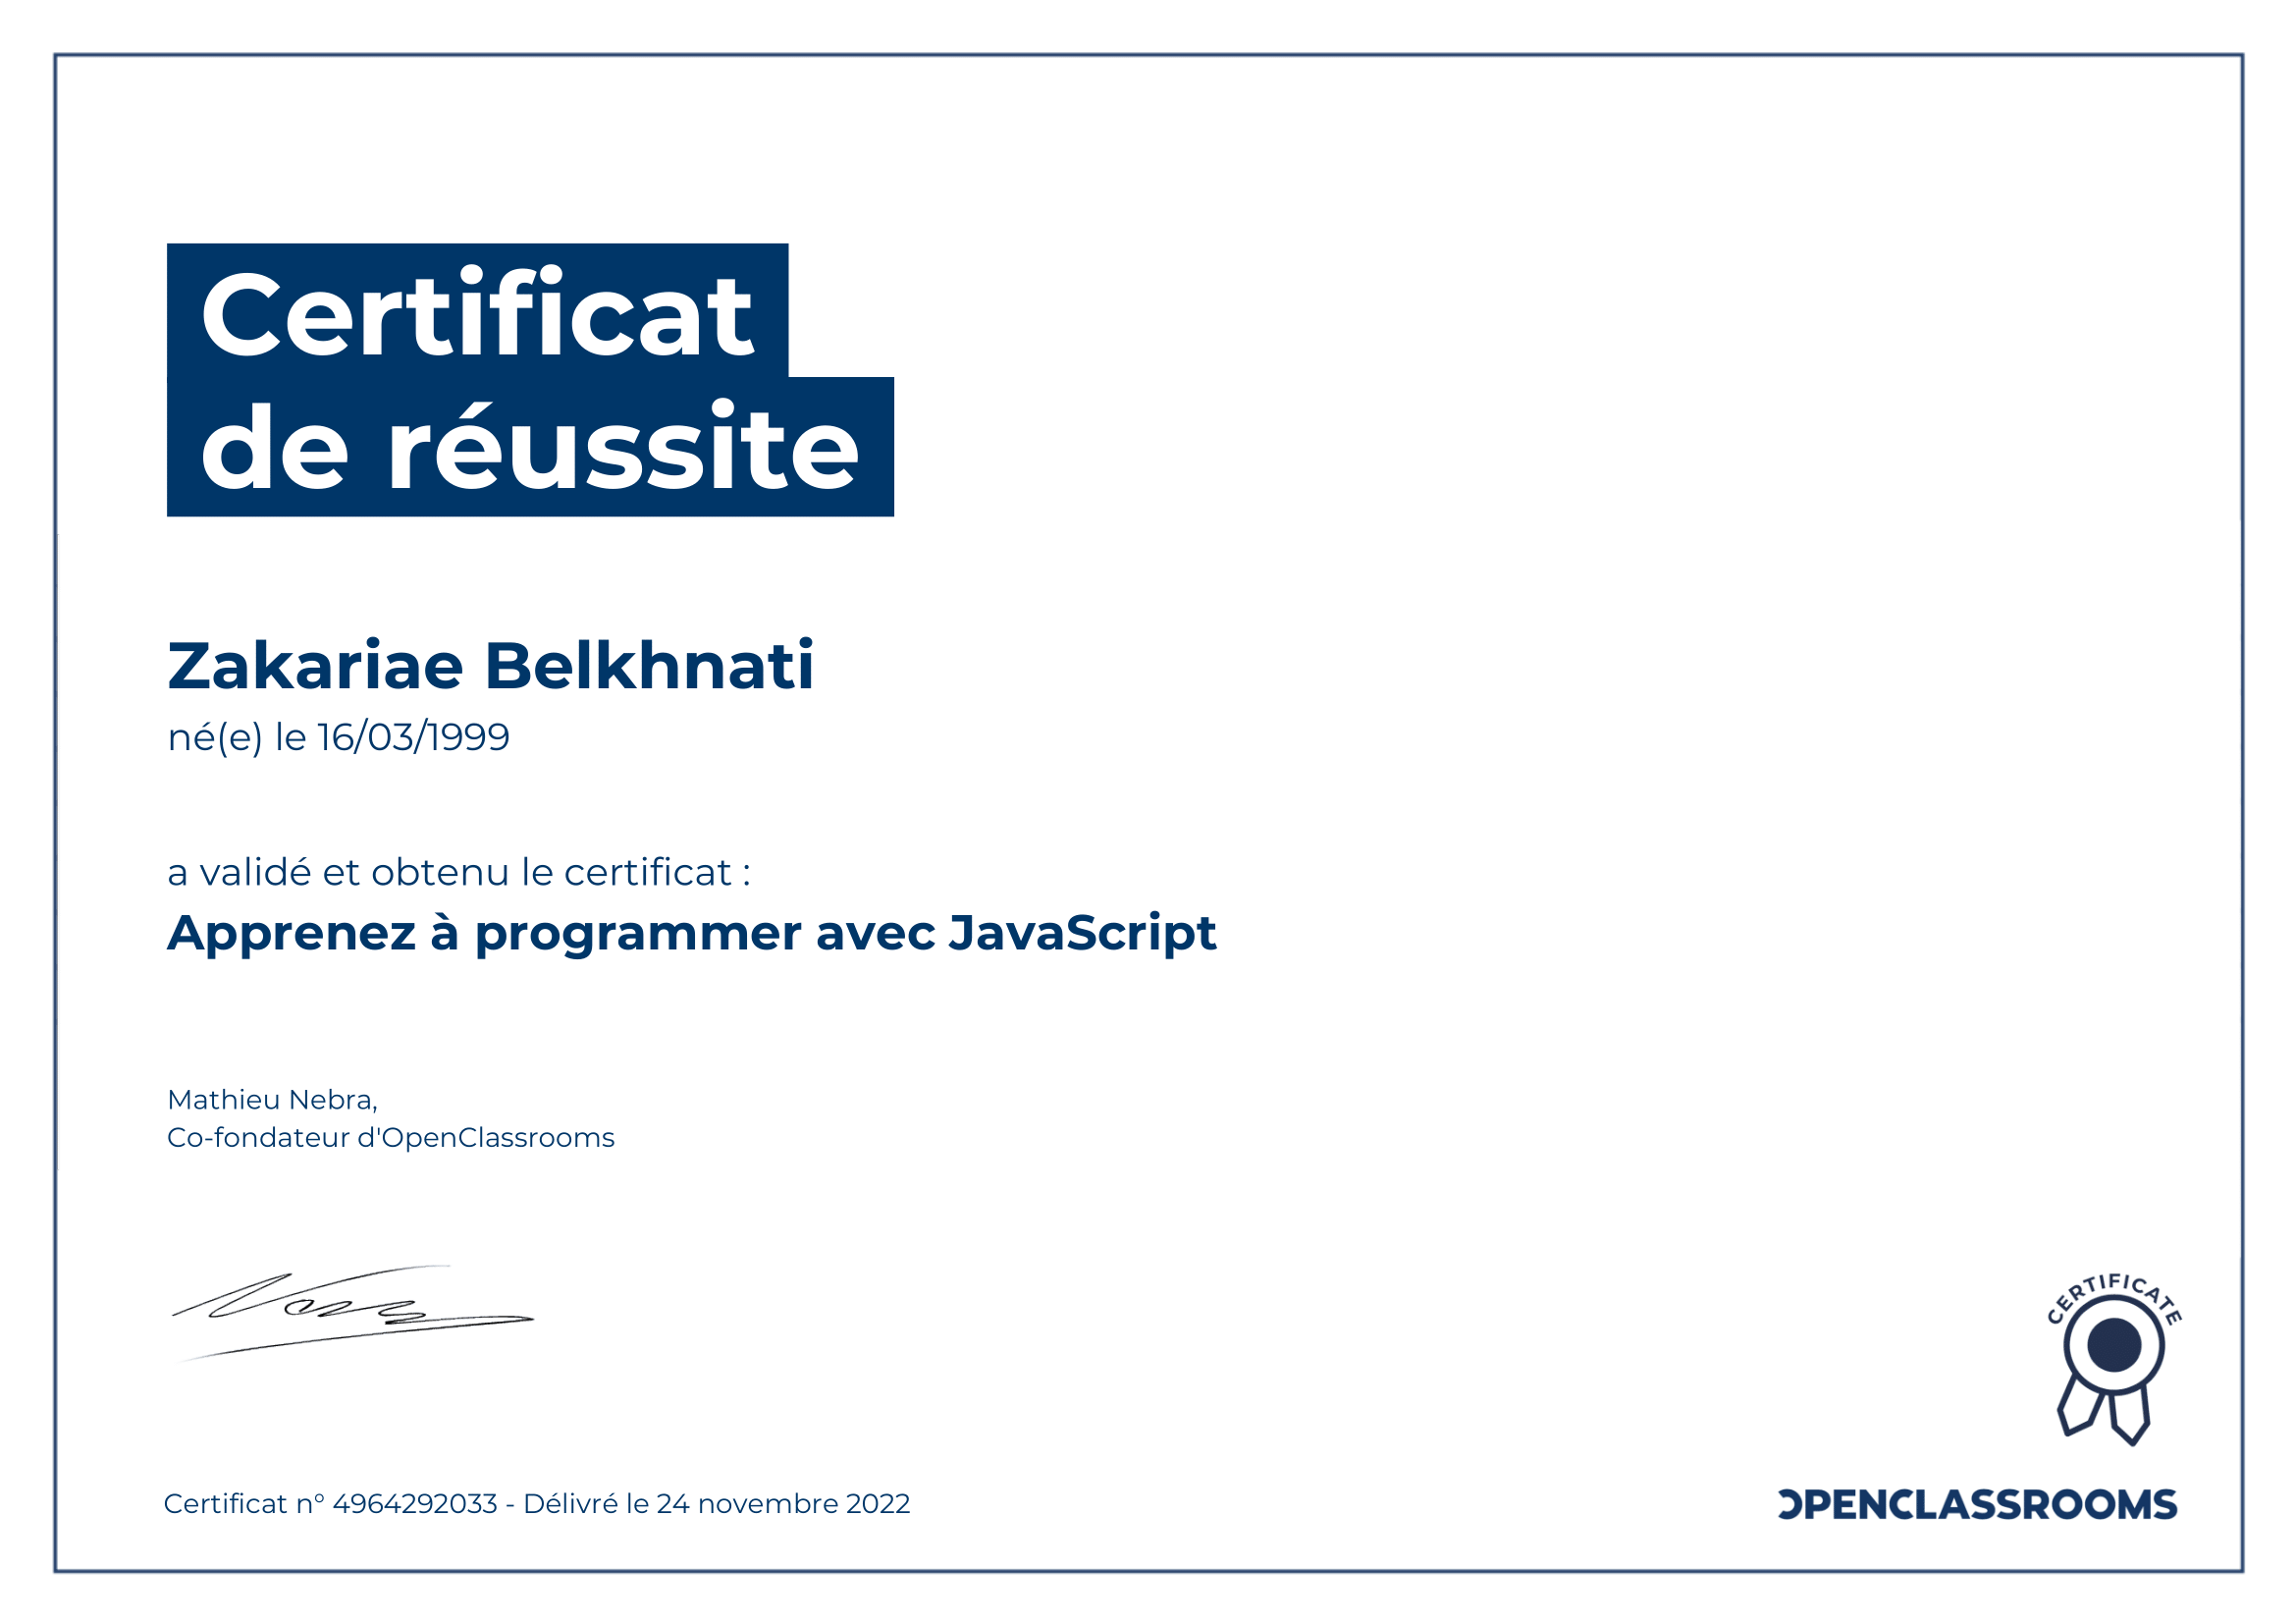 Certificat
de réussite
Zakariae Belkhnati
né(e) le 16/03/1999
a validé et obtenu le certificat :
Apprenez à programmer avec JavaScript
Mathieu Nebra,
Co-fondateur d'OpenClassrooms
CERTIFICATE
Certificat n° 4964292033 - Délivré le 24 novembre 2022
OPENCLASSROOMS